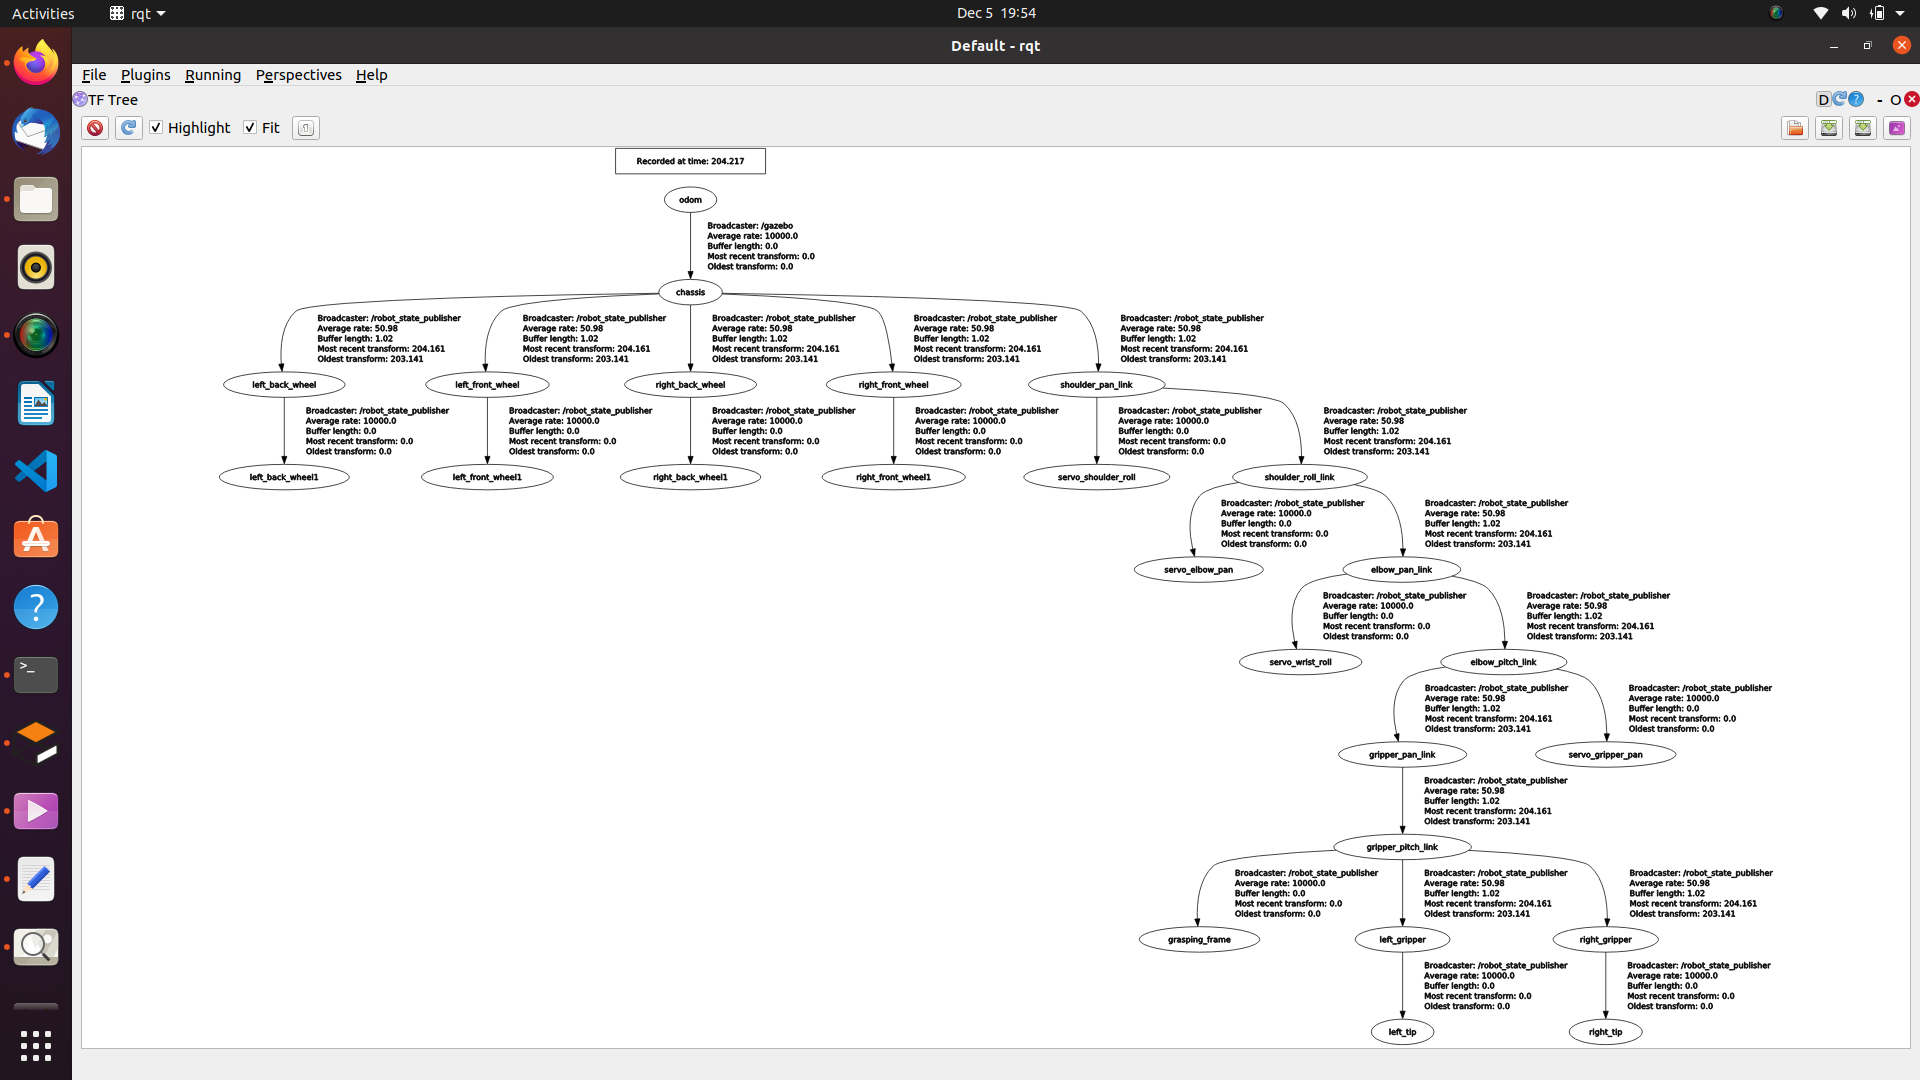 Activities
rqt
Dec 5 19:54
Default - rqt
File Plugins Running Perspectives Help
TF Tree
D
- O
Highlight
Fit
Recorded at time: 204.217
odom
Broadcaster: /gazebo
Average rate: 10000.0
Buffer length: 0.0
Most recent transform: 0.0
Oldest transform: 0.0
chassis
Broadcaster: /robot_state_publisher
Average rate: 50.98
Buffer length: 1.02
Most recent transform: 204.161
Oldest transform: 203.141
Broadcaster: /robot_state_publisher
Average rate: 50.98
Buffer length: 1.02
Most recent transform: 204.161
Oldest transform: 203.141
Broadcaster: /robot_state_publisher
Average rate: 50.98
Buffer length: 1.02
Most recent transform: 204.161
Oldest transform: 203.141
Broadcaster: /robot_state_publisher
Average rate: 50.98
Buffer length: 1.02
Most recent transform: 204.161
Oldest transform: 203.141
Broadcaster: /robot_state_publisher
Average rate: 50.98
Buffer length: 1.02
Most recent transform: 204.161
Oldest transform: 203.141
left_back_wheel
left_front_wheel
right_back_wheel
right_front_wheel
shoulder_pan_link
Broadcaster: /robot_state_publisher
Average rate: 10000.0
Buffer length: 0.0
Most recent transform: 0.0
Oldest transform: 0.0
Broadcaster: /robot_state_publisher
Average rate: 10000.0
Buffer length: 0.0
Most recent transform: 0.0
Oldest transform: 0.0
Broadcaster: /robot_state_publisher
Average rate: 10000.0
Buffer length: 0.0
Most recent transform: 0.0
Oldest transform: 0.0
Broadcaster: /robot_state_publisher
Average rate: 10000.0
Buffer length: 0.0
Most recent transform: 0.0
Oldest transform: 0.0
Broadcaster: /robot_state_publisher
Average rate: 10000.0
Buffer length: 0.0
Most recent transform: 0.0
Oldest transform: 0.0
Broadcaster: /robot_state_publisher
Average rate: 50.98
Buffer length: 1.02
Most recent transform: 204.161
Oldest transform: 203.141
left_back_wheel1
left_front_wheel1
right_back_wheel1
right_front_wheel1
servo_shoulder_roll
shoulder_roll_link
Broadcaster: /robot_state_publisher
Average rate: 10000.0
Buffer length: 0.0
Most recent transform: 0.0
Oldest transform: 0.0
Broadcaster: /robot_state_publisher
Average rate: 50.98
Buffer length: 1.02
Most recent transform: 204.161
Oldest transform: 203.141
servo_elbow_pan
elbow_pan_link
Broadcaster: /robot_state_publisher
Average rate: 10000.0
Buffer length: 0.0
Most recent transform: 0.0
Oldest transform: 0.0
Broadcaster: /robot_state_publisher
Average rate: 50.98
Buffer length: 1.02
Most recent transform: 204.161
Oldest transform: 203.141
servo_wrist_roll
elbow_pitch_link
Broadcaster: /robot_state_publisher
Average rate: 50.98
Buffer length: 1.02
Most recent transform: 204.161
Oldest transform: 203.141
Broadcaster: /robot_state_publisher
Average rate: 10000.0
Buffer length: 0.0
Most recent transform: 0.0
Oldest transform: 0.0
gripper_pan_link
servo_gripper_pan
Broadcaster: /robot_state_publisher
Average rate: 50.98
Buffer length: 1.02
Most recent transform: 204.161
Oldest transform: 203.141
gripper_pitch_link
Broadcaster: /robot_state_publisher
Average rate: 10000.0
Buffer length: 0.0
Most recent transform: 0.0
Oldest transform: 0.0
Broadcaster: /robot_state_publisher
Average rate: 50.98
Buffer length: 1.02
Most recent transform: 204.161
Oldest transform: 203.141
Broadcaster: /robot_state_publisher
Average rate: 50.98
Buffer length: 1.02
Most recent transform: 204.161
Oldest transform: 203.141
grasping_frame
left_gripper
right_gripper
Broadcaster: /robot_state_publisher
Average rate: 10000.0
Buffer length: 0.0
Most recent transform: 0.0
Oldest transform: 0.0
Broadcaster: /robot_state_publisher
Average rate: 10000.0
Buffer length: 0.0
Most recent transform: 0.0
Oldest transform: 0.0
left_tip
right_tip